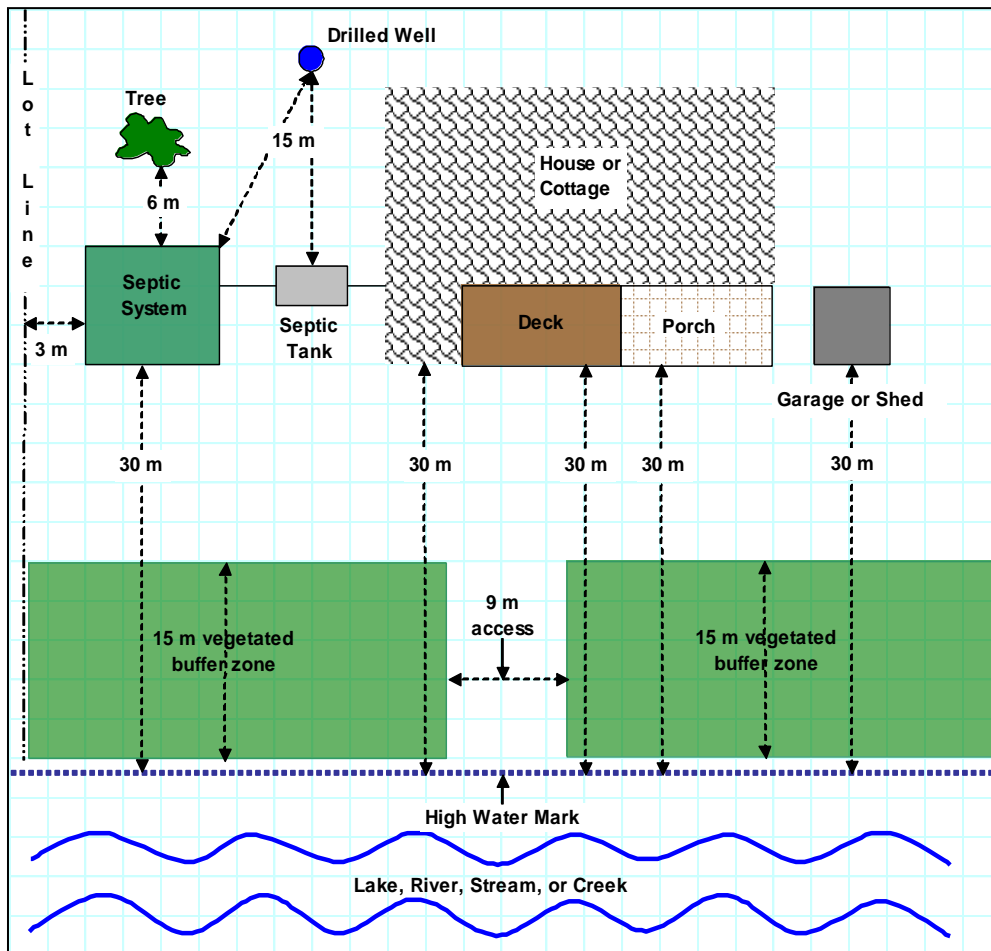 Drilled Well
Lot Line
Tree
15 m
House or
Cottage
6 m
Septic
System
Septic
Tank
Deck
Porch
3 m
Garage or Shed
30 m
30 m
30 m
30 m
30 m
9 m
access
15 m vegetated
buffer zone
15 m vegetated
buffer zone
High Water Mark
Lake, River, Stream, or Creek